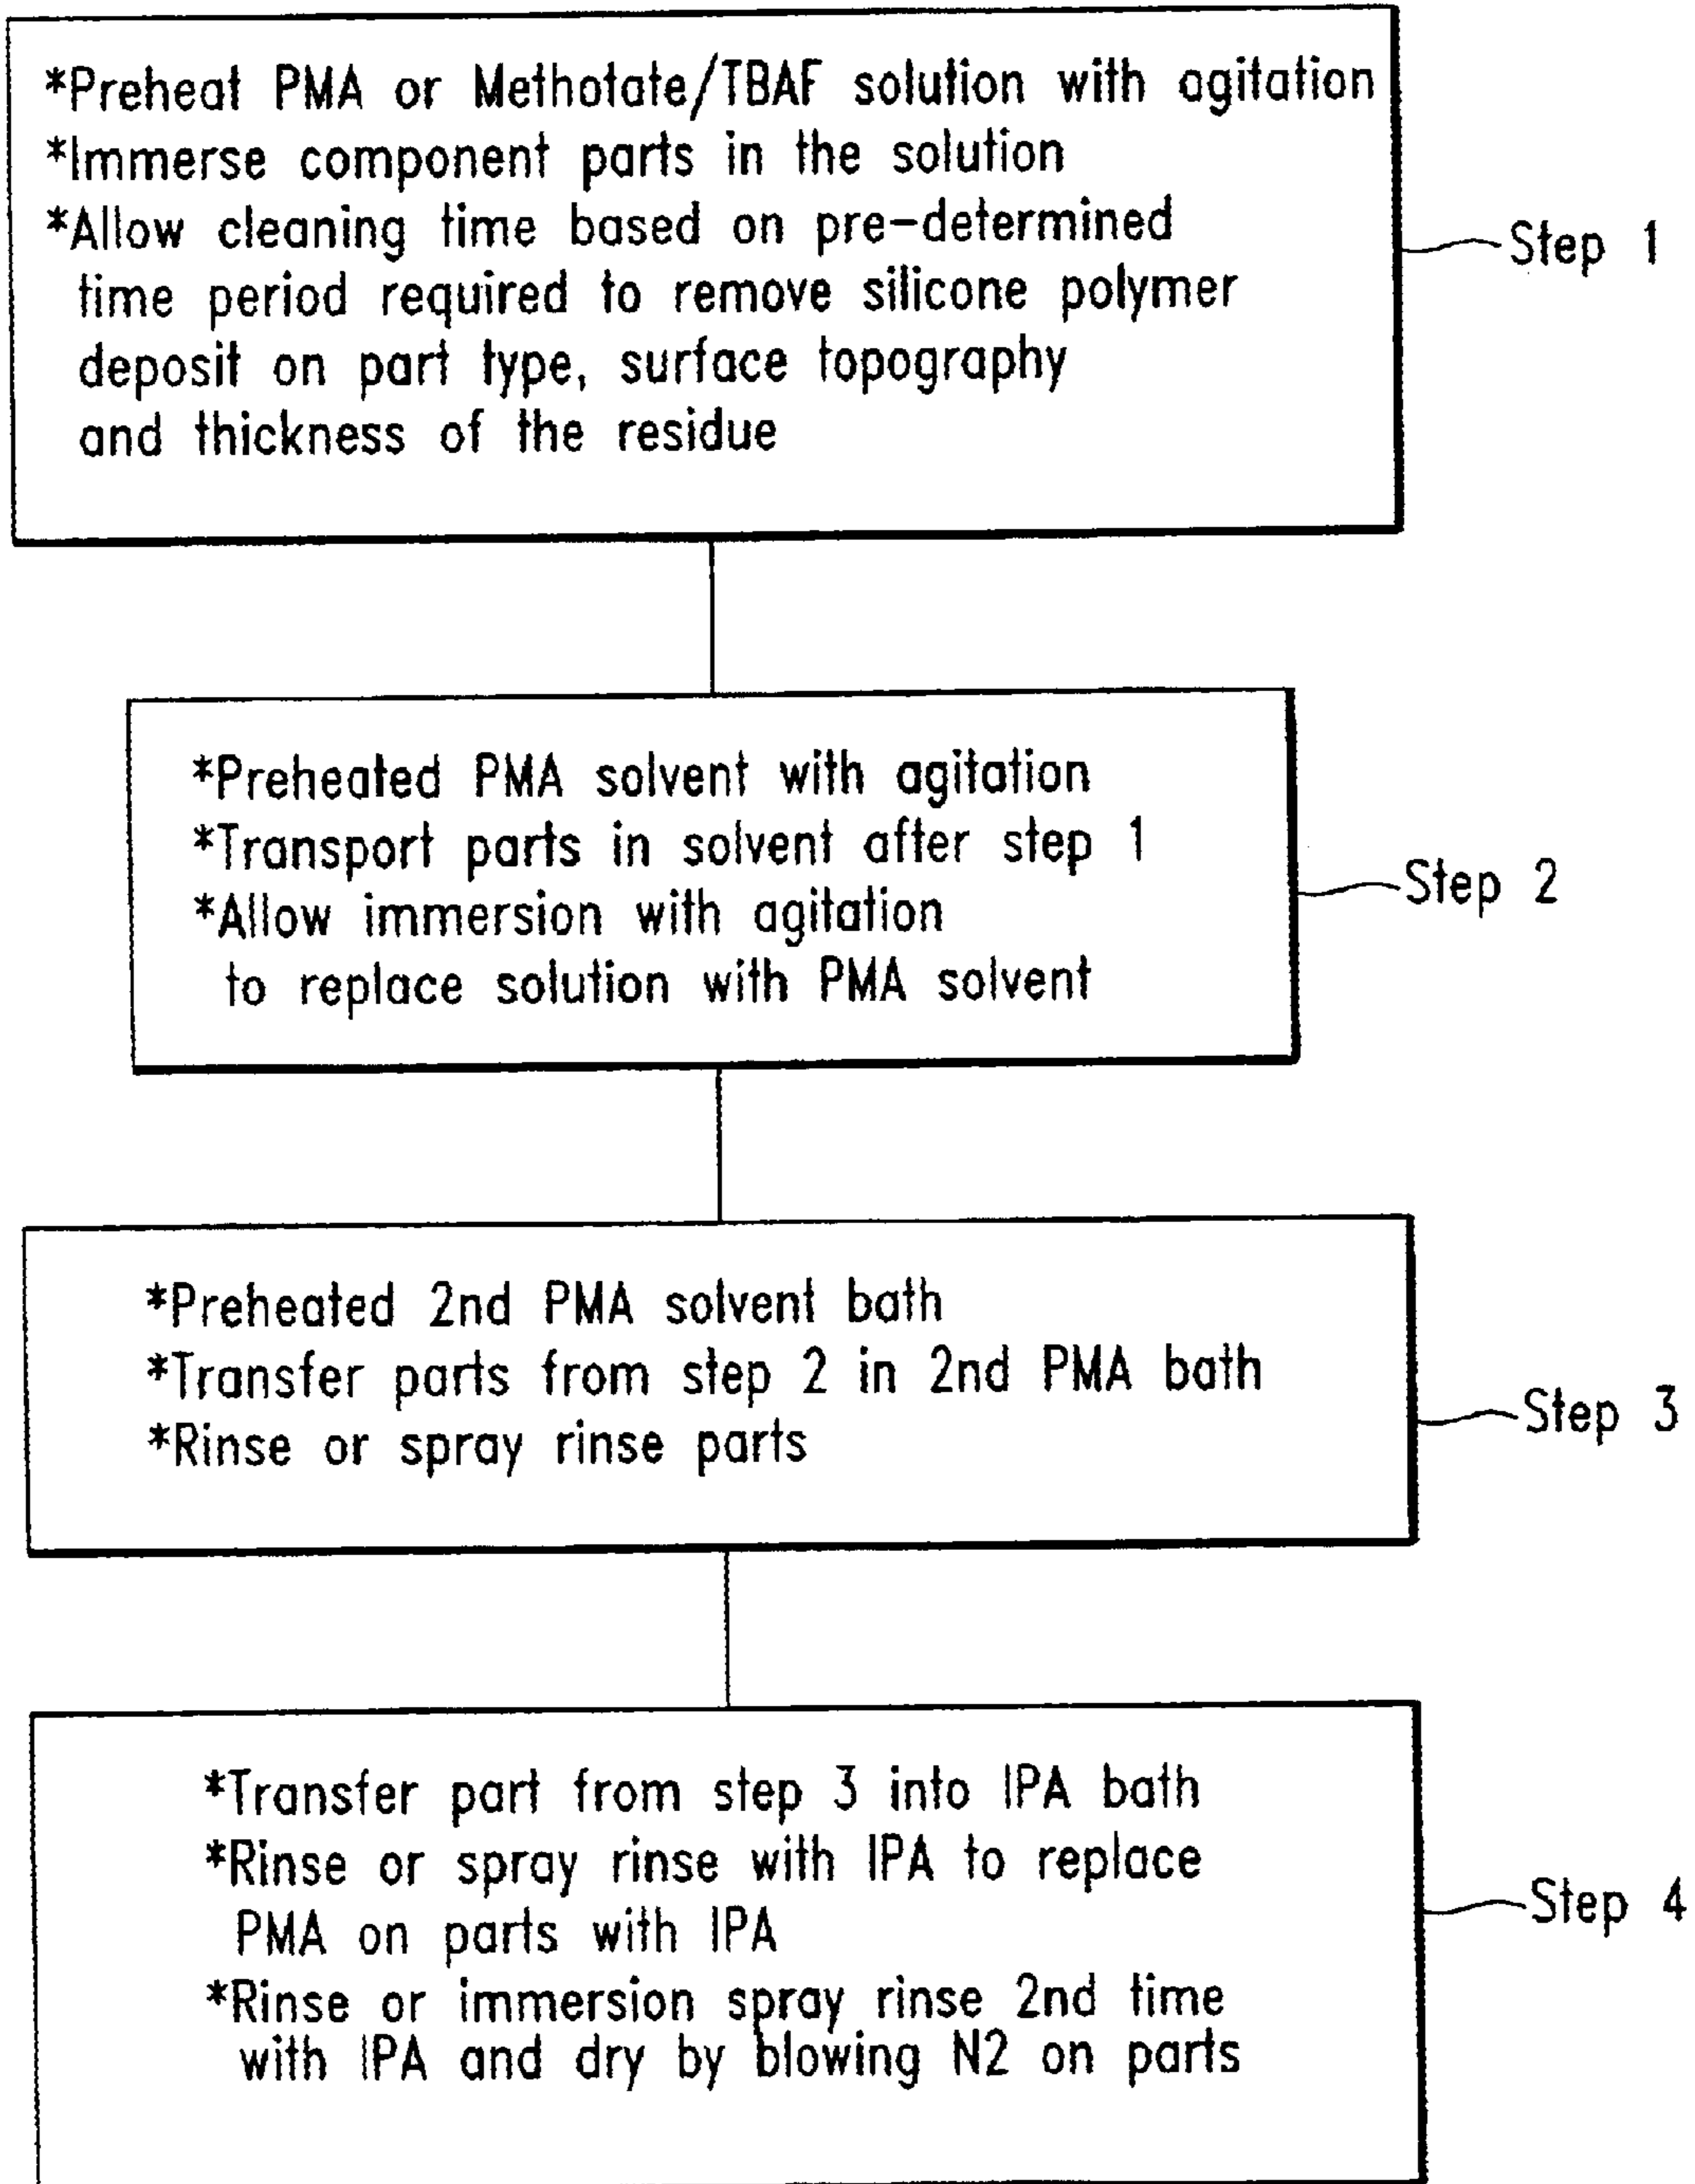 *Preheat PMA or Methotate/TBAF solution with agitation
*Immerse component parts in the solution
*Allow cleaning time based on pre-determined
time period required to remove silicone polymer
deposit on part type, surface topography
and thickness of the residue
Step 1
*Preheated PMA solvent with agitation
*Transport parts in solvent after step 1
*Allow immersion with agitation
to replace solution with PMA solvent
Step 2
*Preheated 2nd PMA solvent bath
*Transfer parts from step 2 in 2nd PMA bath
*Rinse or spray rinse parts
Step 3
*Transfer part from step 3 into IPA bath
*Rinse or spray rinse with IPA to replace
PMA on parts with IPA
*Rinse or immersion spray rinse 2nd time
with IPA and dry by blowing N2 on parts
Step 4